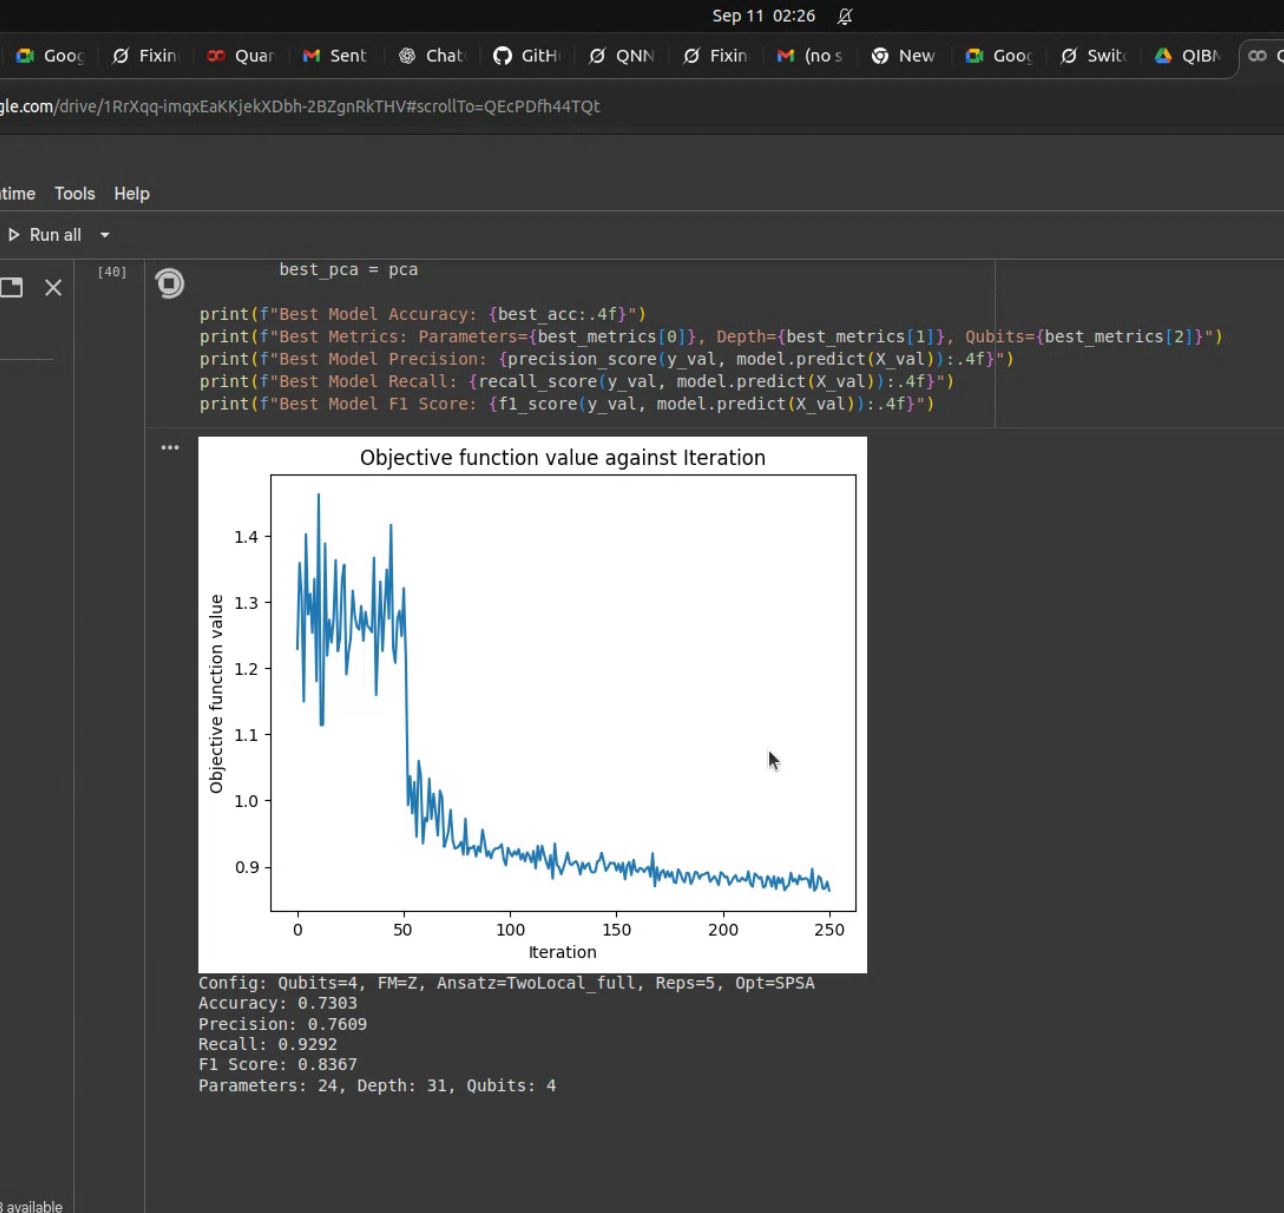 Sep 11 02:26
Goog Fixin Quar Sent Chat GitH QNN Fixin (no s New Goog Swit QIBM
gle.com/drive/1RrXqq-imqxEaKKjekXDbh-2BZgnRkTHV#scrollTo=QEcPDfh44TQt
time Tools Help
Run all
[40]
best_pca = pca
print(f"Best Model Accuracy: {best_acc:.4f}")
print(f"Best Metrics: Parameters={best_metrics[0]}, Depth={best_metrics[1]}, Qubits={best_metrics[2]}")
print(f"Best Model Precision: {precision_score(y_val, model.predict(X_val)):.4f}")
print(f"Best Model Recall: {recall_score(y_val, model.predict(X_val)):.4f}")
print(f"Best Model F1 Score: {f1_score(y_val, model.predict(X_val)):.4f}")
Objective function value against Iteration
Objective function value
1.4
1.3
1.2
1.1
1.0
0.9
0 50 100 150 200 250
Iteration
Config: Qubits=4, FM=Z, Ansatz=TwoLocal_full, Reps=5, Opt=SPSA
Accuracy: 0.7303
Precision: 0.7609
Recall: 0.9292
F1 Score: 0.8367
Parameters: 24, Depth: 31, Qubits: 4
available